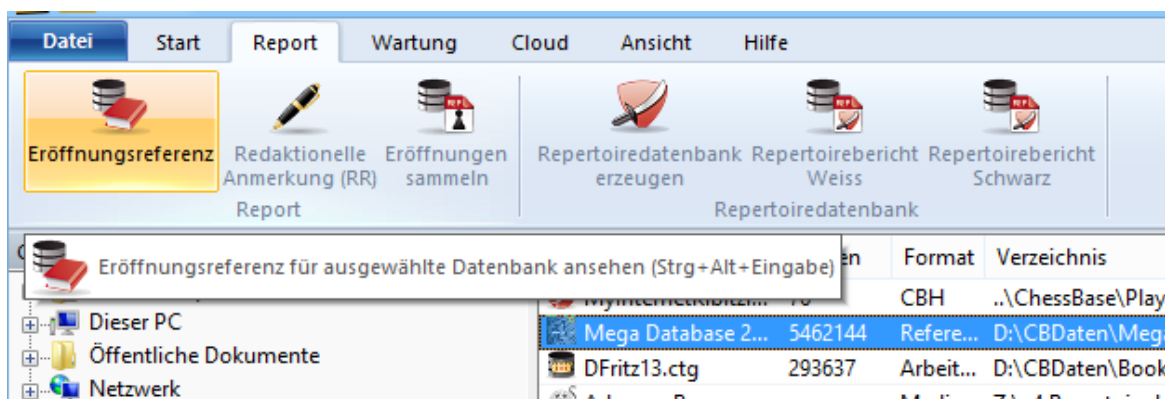 Datei Start Report Wartung Cloud Ansicht Hilfe
Eröffnungsreferenz Redaktionelle Eröffnungen Repertoiredatenbank Repertoirebericht Repertoirebericht
Anmerkung (RR) sammeln erzeugen Weiss Schwarz
Report Repertoiredatenbank
Eröffnungsreferenz für ausgewählte Datenbank ansehen (Strg+Alt+Eingabe) en Format Verzeichnis
CBH ..\ChessBase\Play
Dieser PC Mega Database 2... 5462144 Refere... D:\CBDaten\Mega
Öffentliche Dokumente DFritz13.ctg 293637 Arbeit... D:\CBDaten\Book
Netzwerk